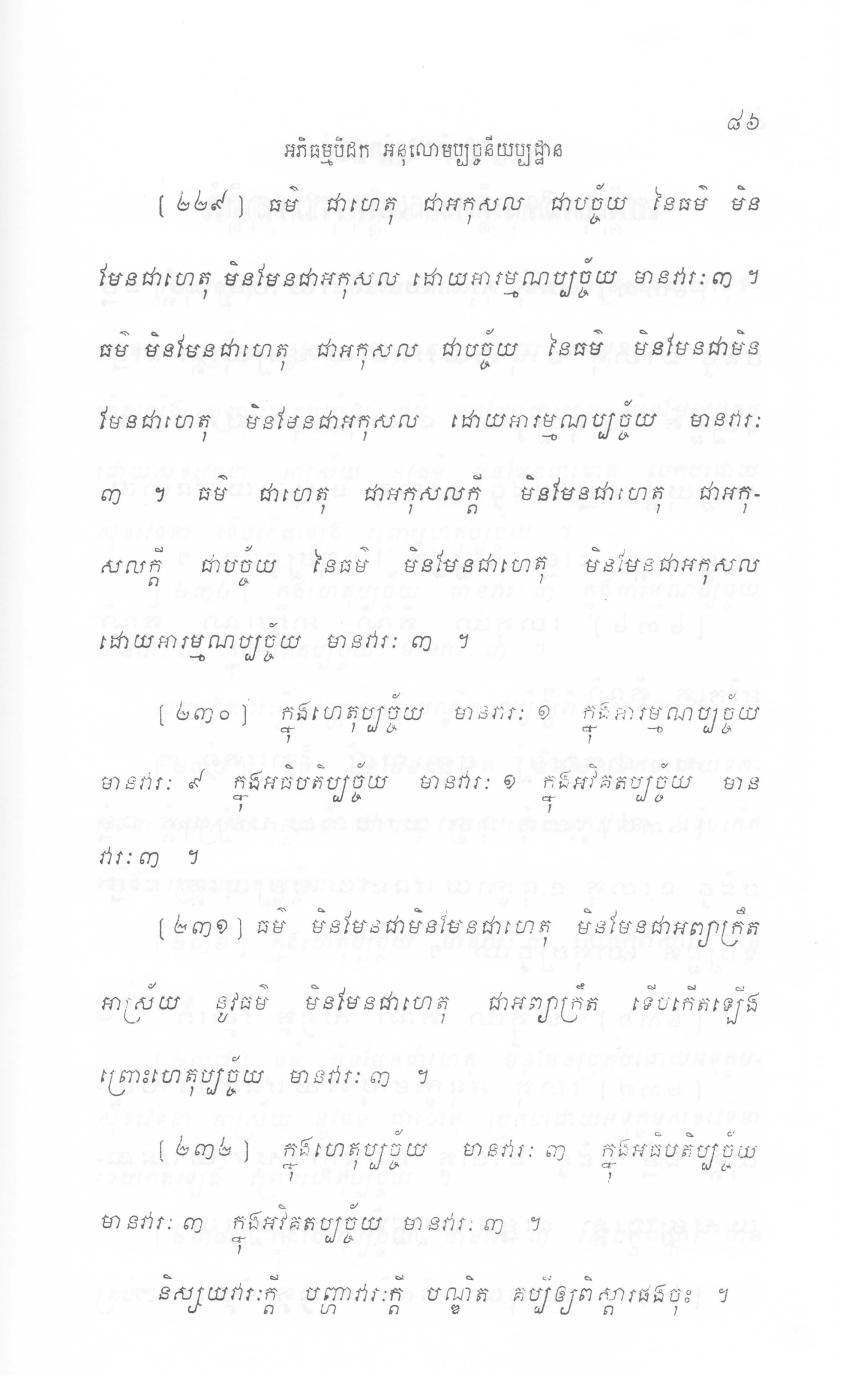 ៨៦
អភិធម្មបិដក អនុលោមប្បច្ចនីយប្បដ្ឋាន
[ ២២៩ ] ធម៌ ជាហេតុ ជាអកុសល ជាបច្ច័យ នៃធម៌ មិន
មែនជាហេតុ មិនមែនជាអកុសល ដោយអារម្មណប្បច្ច័យ មានវារៈ ៣ ។
ធម៌ មិនមែនជាហេតុ ជាអកុសល ជាបច្ច័យ នៃធម៌ មិនមែនជាមិន
មែនជាហេតុ មិនមែនជាអកុសល ដោយអារម្មណប្បច្ច័យ មានវារៈ
៣ ។ ធម៌ ជាហេតុ ជាអកុសលក្តី មិនមែនជាហេតុ ជាអកុ-
សលក្តី ជាបច្ច័យ នៃធម៌ មិនមែនជាហេតុ មិនមែនជាអកុសល
ដោយអារម្មណប្បច្ច័យ មានវារៈ ៣ ។
[ ២៣០ ] ក្នុងហេតុប្បច្ច័យ មានវារៈ ១ ក្នុងអារម្មណប្បច្ច័យ
មានវារៈ ៩ ក្នុងអធិបតិប្បច្ច័យ មានវារៈ ១ ក្នុងអវិគតប្បច្ច័យ មាន
វារៈ ៣ ។
[ ២៣១ ] ធម៌ មិនមែនជាមិនមែនជាហេតុ មិនមែនជាអព្យាក្រឹត
អាស្រ័យ នូវធម៌ មិនមែនជាហេតុ ជាអព្យាក្រឹត ទើបកើតឡើង
ព្រោះហេតុប្បច្ច័យ មានវារៈ ៣ ។
[ ២៣២ ] ក្នុងហេតុប្បច្ច័យ មានវារៈ ៣ ក្នុងអធិបតិប្បច្ច័យ
មានវារៈ ៣ ក្នុងអវិគតប្បច្ច័យ មានវារៈ ៣ ។
និស្សយវារៈក្តី បញ្ហាវារៈក្តី បណ្ឌិត គប្បីឲ្យពិស្តារផងចុះ ។